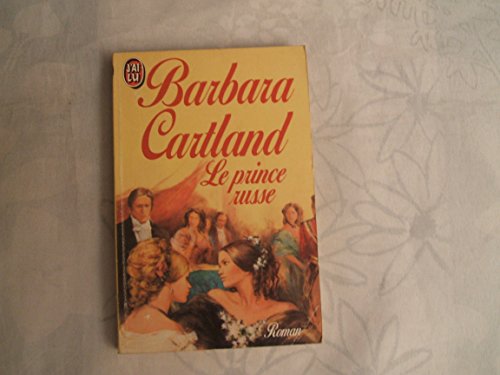 J'AI
LU
Barbara
Cartland
Le prince
russe
Roman